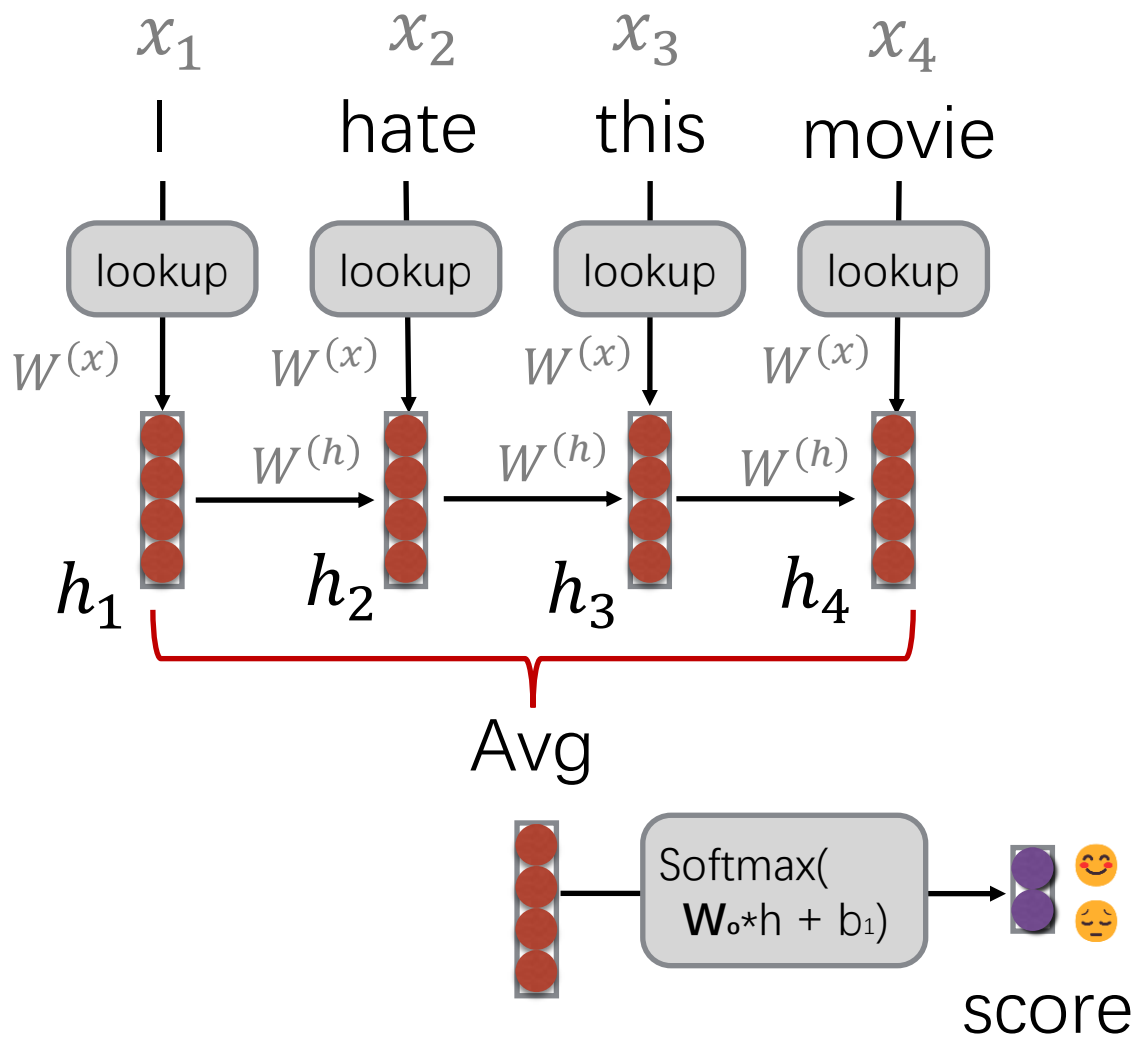 x₁ x₂ x₃ x₄
I hate this movie
lookup lookup lookup lookup
W⁽ˣ⁾ W⁽ˣ⁾ W⁽ˣ⁾ W⁽ˣ⁾
W⁽ʰ⁾ W⁽ʰ⁾ W⁽ʰ⁾
h₁ h₂ h₃ h₄
Avg
Softmax(
Wₒ*h + b₁)
score